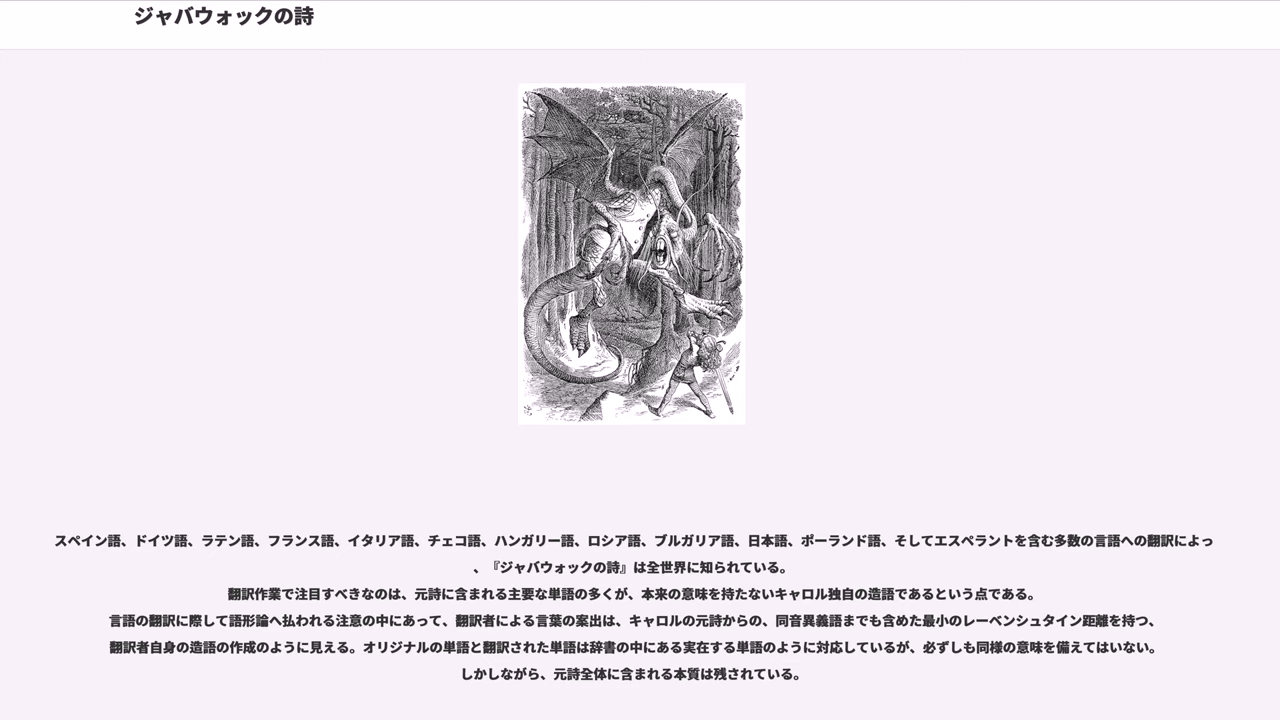 ジャバウォックの詩
スペイン語、ドイツ語、ラテン語、フランス語、イタリア語、チェコ語、ハンガリー語、ロシア語、ブルガリア語、日本語、ポーランド語、そしてエスペラントを含む多数の言語への翻訳によっ
、『ジャバウォックの詩』は全世界に知られている。
翻訳作業で注目すべきなのは、元詩に含まれる主要な単語の多くが、本来の意味を持たないキャロル独自の造語であるという点である。
言語の翻訳に際して語形論へ払われる注意の中にあって、翻訳者による言葉の案出は、キャロルの元詩からの、同音異義語までも含めた最小のレーベンシュタイン距離を持つ、
翻訳者自身の造語の作成のように見える。オリジナルの単語と翻訳された単語は辞書の中にある実在する単語のように対応しているが、必ずしも同様の意味を備えてはいない。
しかしながら、元詩全体に含まれる本質は残されている。